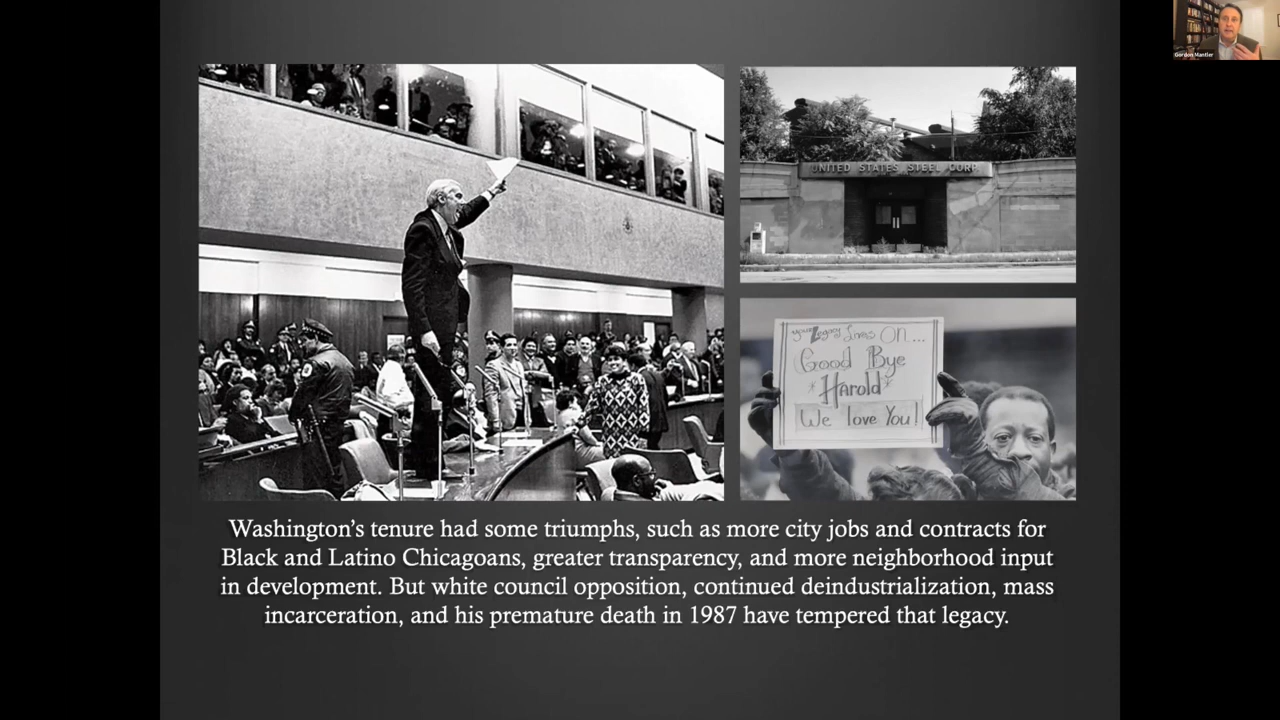 Gordon Mantler
UNITED STATES STEEL CORP.
your Legacy Lives On...
Good Bye
*Harold*
We love You!
Washington’s tenure had some triumphs, such as more city jobs and contracts for
Black and Latino Chicagoans, greater transparency, and more neighborhood input
in development. But white council opposition, continued deindustrialization, mass
incarceration, and his premature death in 1987 have tempered that legacy.